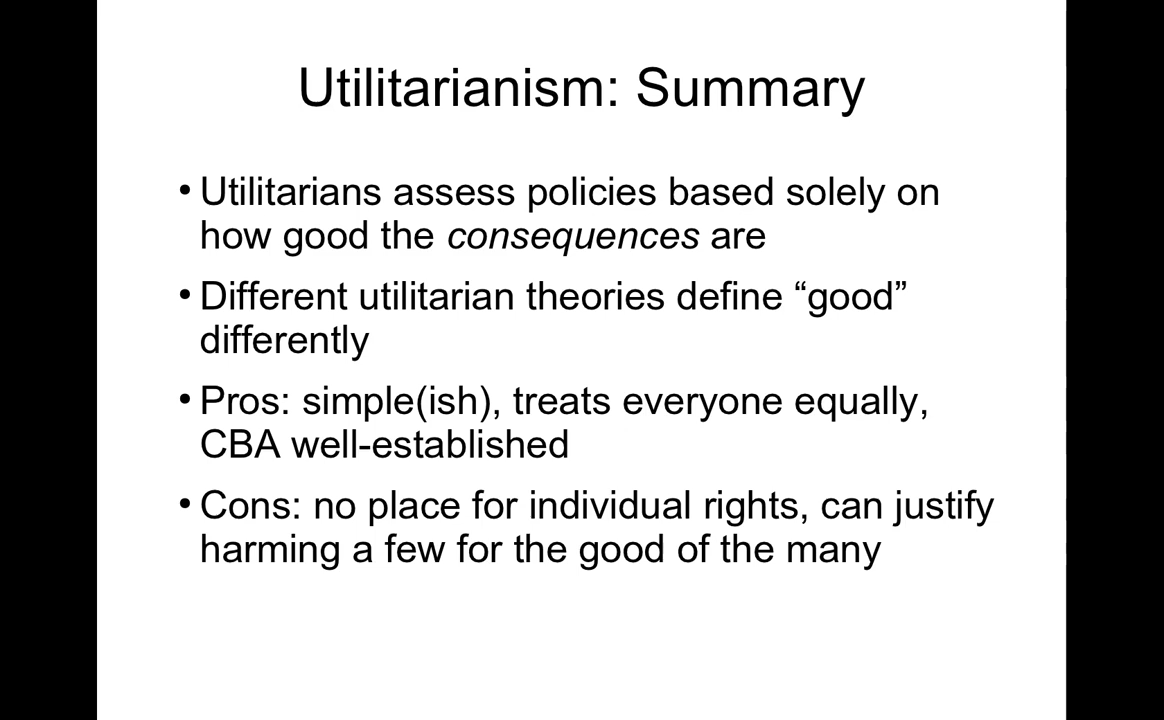 Utilitarianism: Summary
• Utilitarians assess policies based solely on
how good the consequences are
• Different utilitarian theories define “good”
differently
• Pros: simple(ish), treats everyone equally,
CBA well-established
• Cons: no place for individual rights, can justify
harming a few for the good of the many